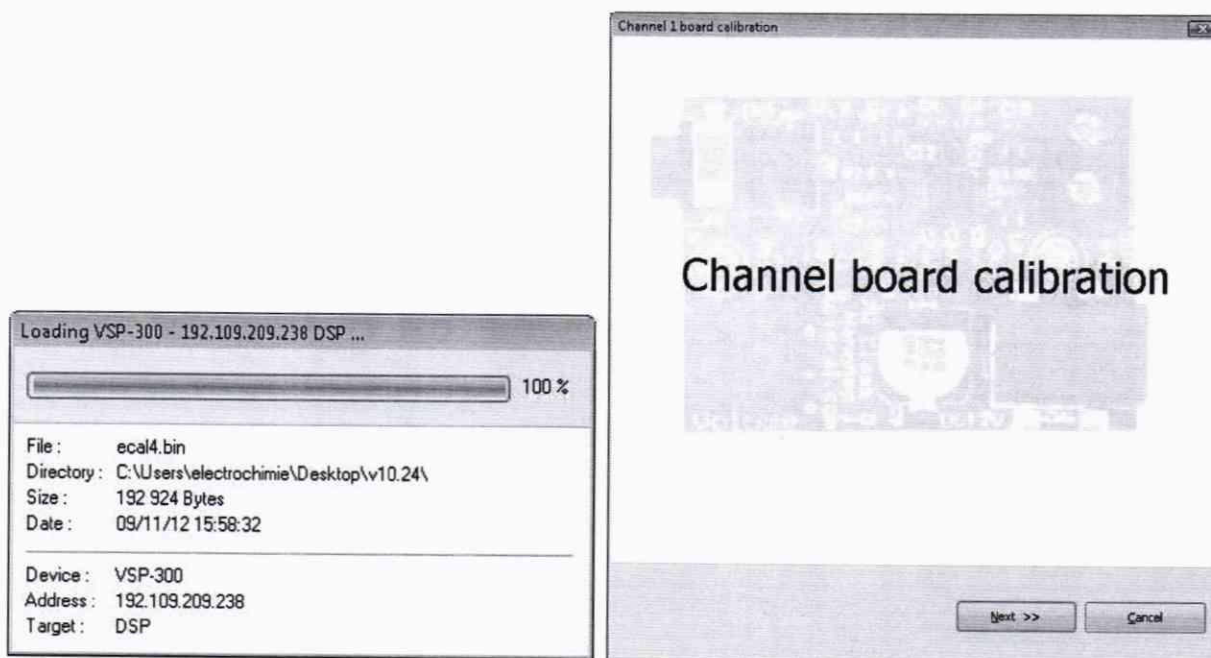 Loading VSP-300 - 192.109.209.238 DSP ...
100 %
File : ecal4.bin
Directory : C:\Users\electrochimie\Desktop\v10.24\
Size : 192 924 Bytes
Date : 09/11/12 15:58:32
Device : VSP-300
Address : 192.109.209.238
Target : DSP
Channel 1 board calibration
Channel board calibration
Next >>
Cancel